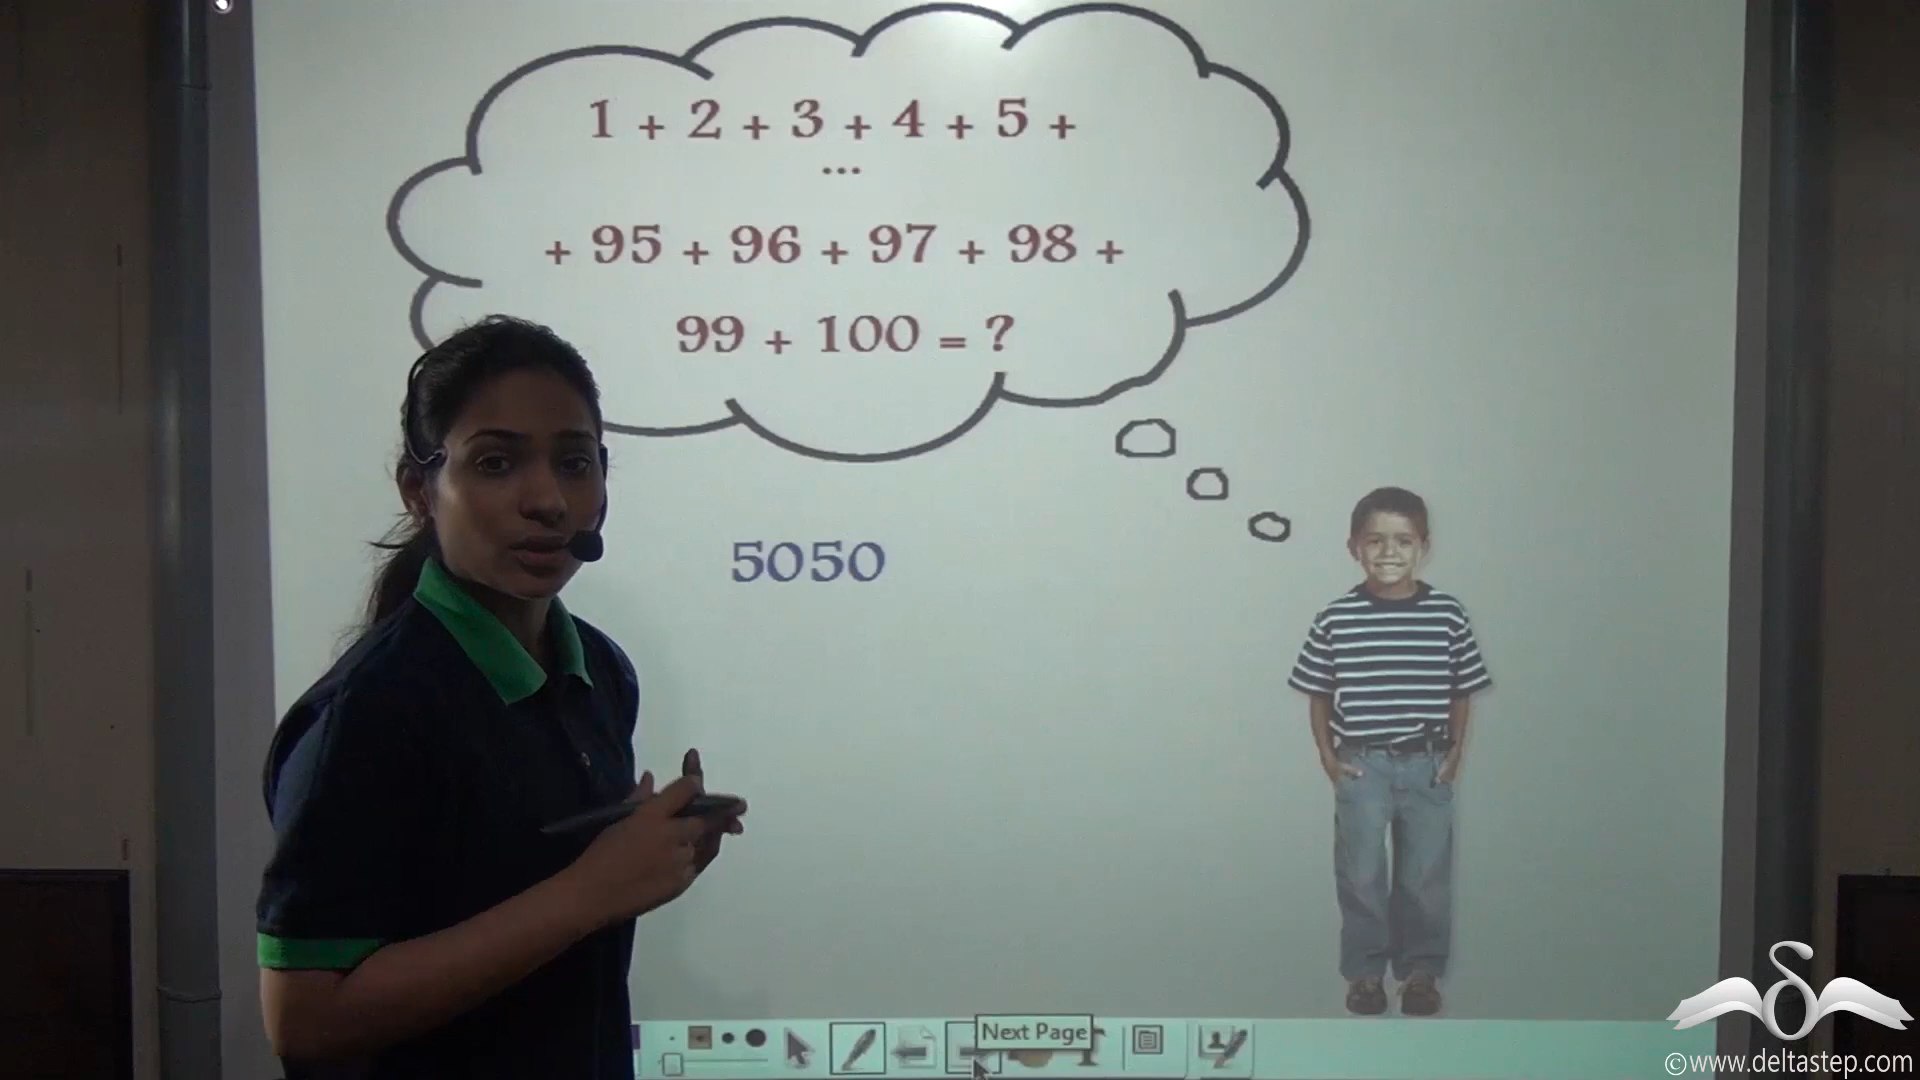 1 + 2 + 3 + 4 + 5 +
...
+ 95 + 96 + 97 + 98 +
99 + 100 = ?
5050
Next Page
©www.deltastep.com